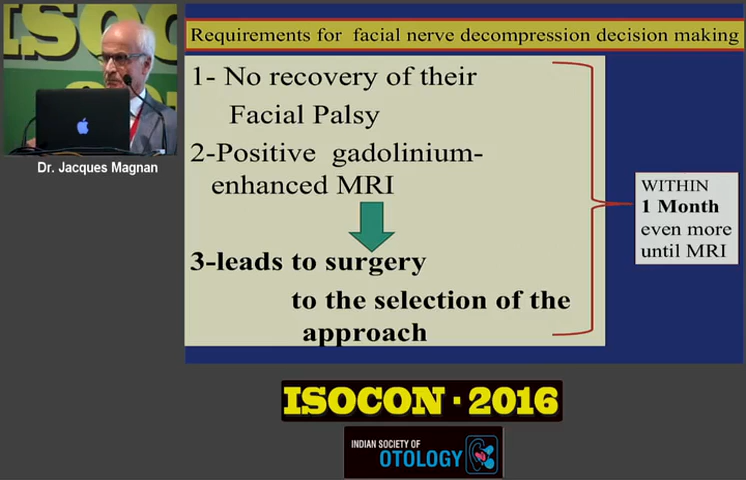 ISOCON
Requirements for facial nerve decompression decision making
1- No recovery of their
Facial Palsy
2-Positive gadolinium-
enhanced MRI
3-leads to surgery
to the selection of the
approach
WITHIN
1 Month
even more
until MRI
Dr. Jacques Magnan
ISOCON · 2016
INDIAN SOCIETY OF
OTOLOGY